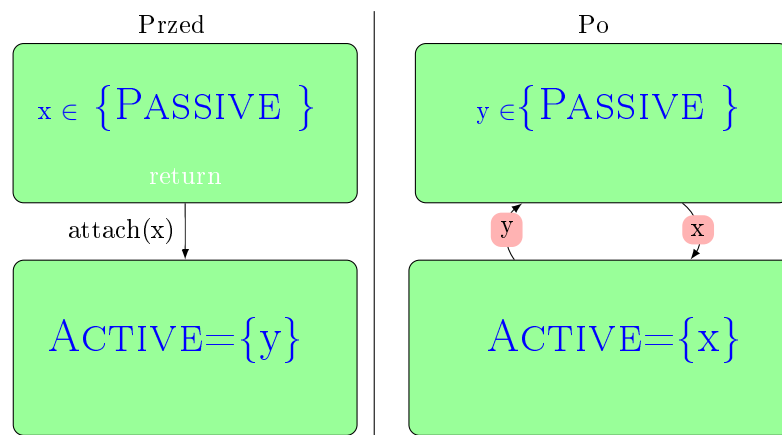 Przed
x ∈ {PASSIVE }
return
attach(x)
ACTIVE={y}
Po
y ∈{PASSIVE }
y
x
ACTIVE={x}